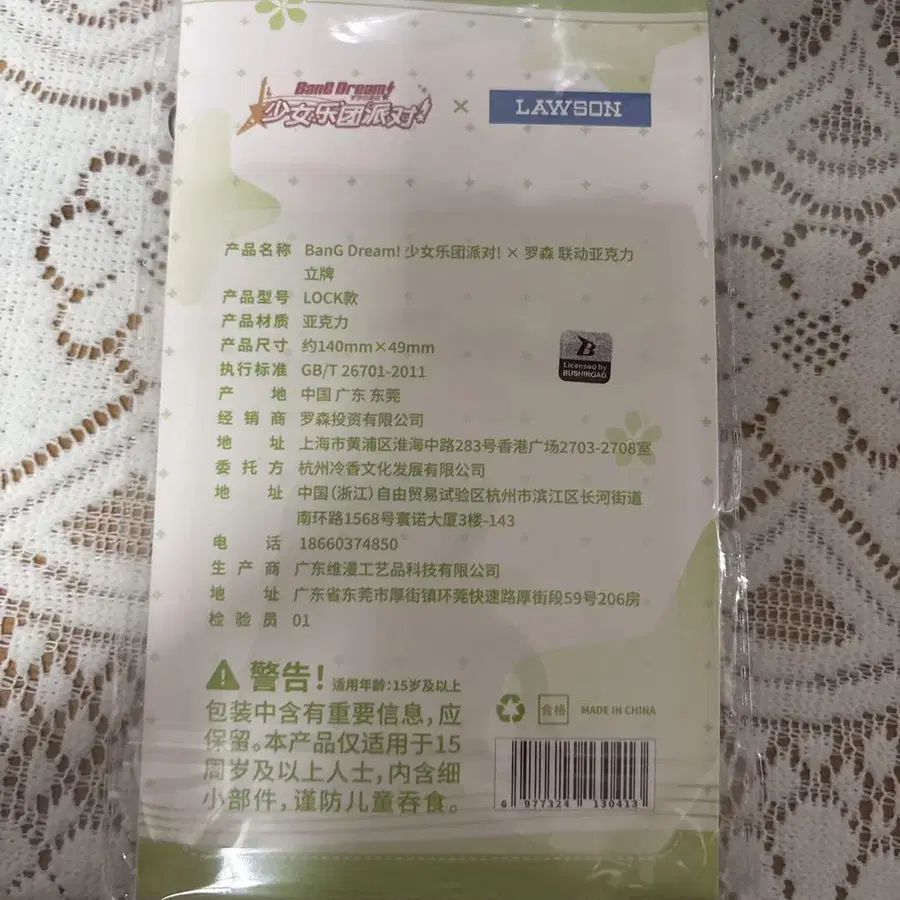 BanG Dream!
少女乐团派对!
×
LAWSON
产品名称 BanG Dream! 少女乐团派对! × 罗森 联动亚克力
立牌
产品型号 LOCK款
产品材质 亚克力
产品尺寸 约140mm×49mm
执行标准 GB/T 26701-2011
产地 中国 广东 东莞
经销商 罗森投资有限公司
地址 上海市黄浦区淮海中路283号香港广场2703-2708室
委托方 杭州冷香文化发展有限公司
地址 中国(浙江)自由贸易试验区杭州市滨江区长河街道
南环路1568号寰诺大厦3楼-143
电话 18660374850
生产商 广东维漫工艺品科技有限公司
地址 广东省东莞市厚街镇环莞快速路厚街段59号206房
检验员 01
Licensed by
BUSHIROAD
警告! 适用年龄:15岁及以上
包装中含有重要信息,应
保留。本产品仅适用于15
周岁及以上人士,内含细
小部件,谨防儿童吞食。
合格
MADE IN CHINA
6 977324 130413